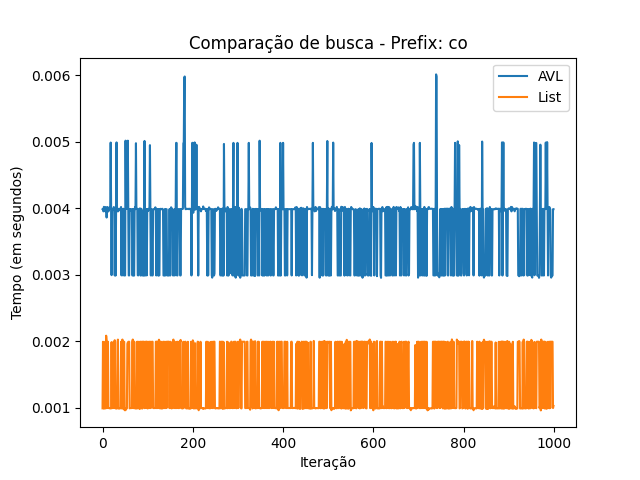 Comparação de busca - Prefix: co
AVL
List
Tempo (em segundos)
0.006
0.005
0.004
0.003
0.002
0.001
0
200
400
600
800
1000
Iteração